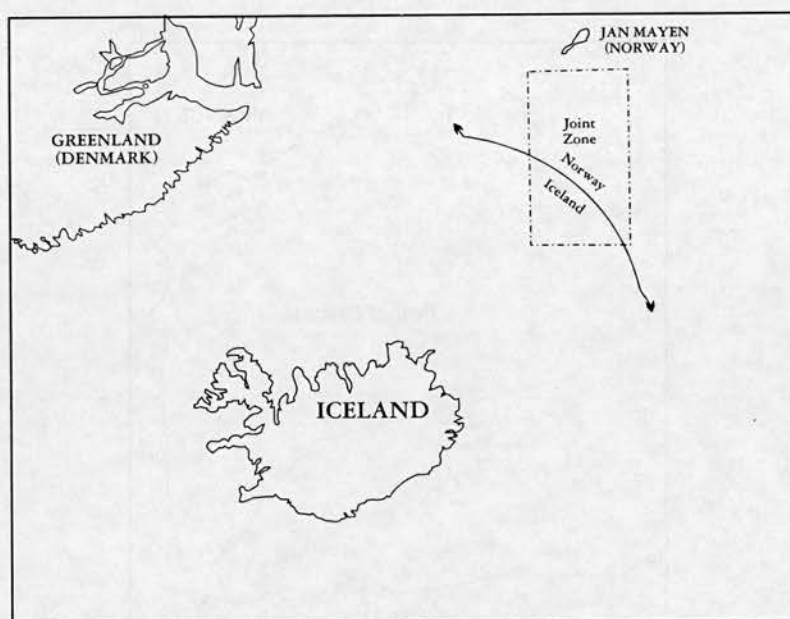 JAN MAYEN
(NORWAY)
GREENLAND
(DENMARK)
Joint
Zone
Norway
Iceland
ICELAND